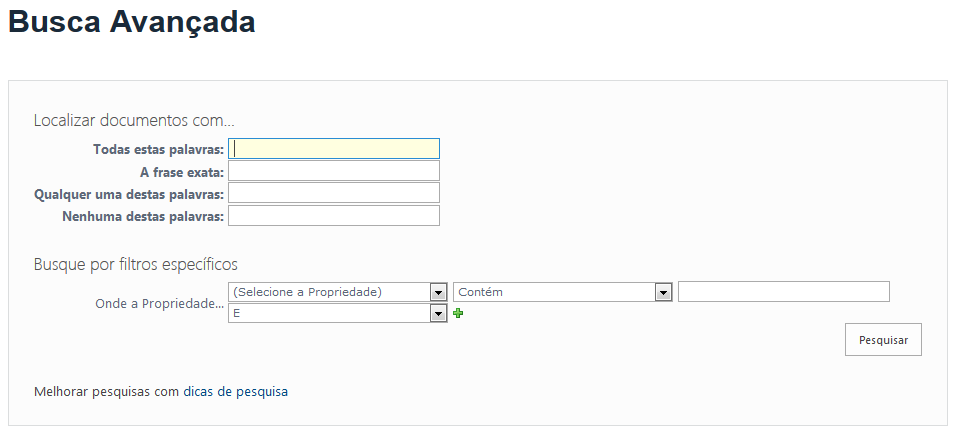 Busca Avançada
Localizar documentos com...
Todas estas palavras:
A frase exata:
Qualquer uma destas palavras:
Nenhuma destas palavras:
Busque por filtros específicos
Onde a Propriedade... (Selecione a Propriedade) Contém
E
Pesquisar
Melhorar pesquisas com dicas de pesquisa